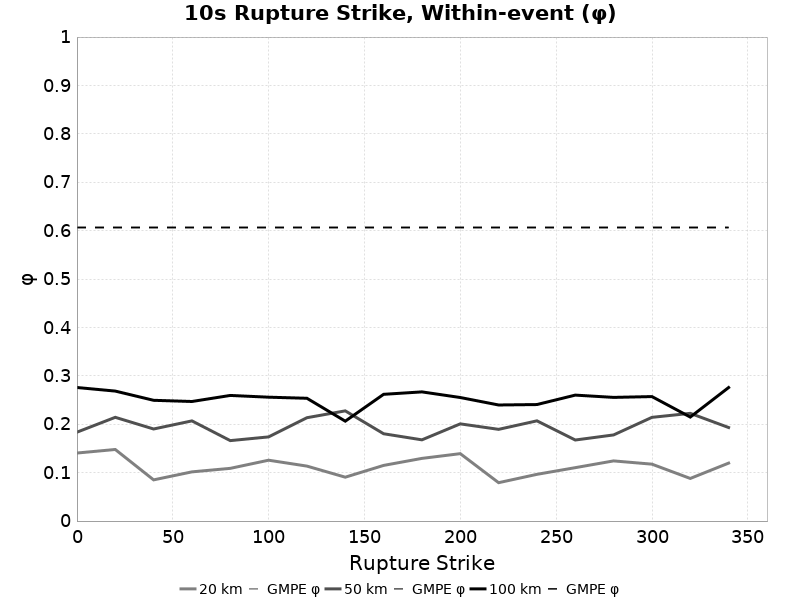 10s Rupture Strike, Within-event (φ)
1
0.9
0.8
0.7
0.6
0.5
0.4
0.3
0.2
0.1
0
φ
0 50 100 150 200 250 300 350
Rupture Strike
20 km GMPE φ 50 km GMPE φ 100 km GMPE φ